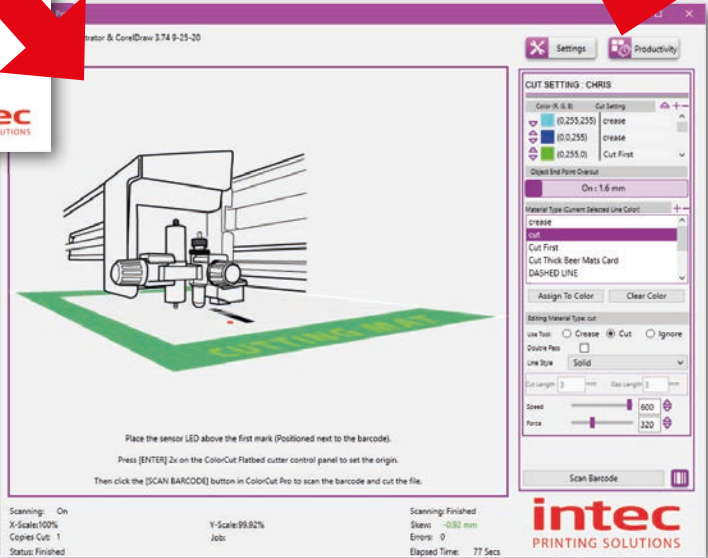 trator & CorelDraw 3.74 9-25-20
Settings
Productivity
ec
UTIONS
CUT SETTING : CHRIS
Color (R, G, B) Cut Setting
(0,255,255) crease
(0,0,255) crease
(0,255,0) Cut First
Object End Point Overcut
On : 1.6 mm
Material Type (Current Selected Line Color)
crease
cut
Cut First
Cut Thick Beer Mats Card
DASHED LINE
Assign To Color Clear Color
Editing Material Type: cut
Use Tool: Crease Cut Ignore
Double Pass
Line Style Solid
Cut Length 3 mm Gap Length 3 mm
Speed 600
Force 320
Scan Barcode
CUTTING MAT
Place the sensor LED above the first mark (Positioned next to the barcode).
Press [ENTER] 2x on the ColorCut Flatbed cutter control panel to set the origin.
Then click the [SCAN BARCODE] button in ColorCut Pro to scan the barcode and cut the file.
Scanning: On
X-Scale:100%
Copies Cut: 1
Status: Finished
Y-Scale:99.92%
Job:
Scanning: Finished
Skew: -0.92 mm
Errors: 0
Elapsed Time: 77 Secs
intec
PRINTING SOLUTIONS